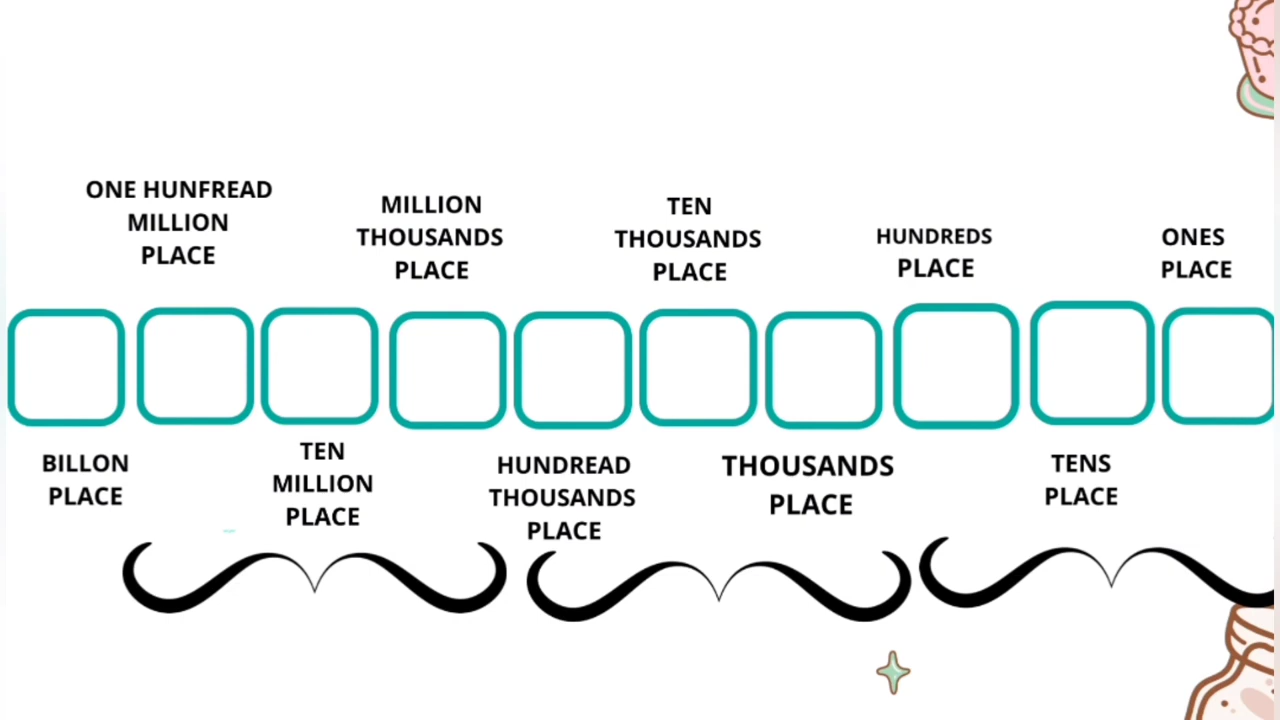 ONE HUNFREAD
MILLION
PLACE
MILLION
THOUSANDS
PLACE
TEN
THOUSANDS
PLACE
HUNDREDS
PLACE
ONES
PLACE
BILLON
PLACE
TEN
MILLION
PLACE
HUNDREAD
THOUSANDS
PLACE
THOUSANDS
PLACE
TENS
PLACE